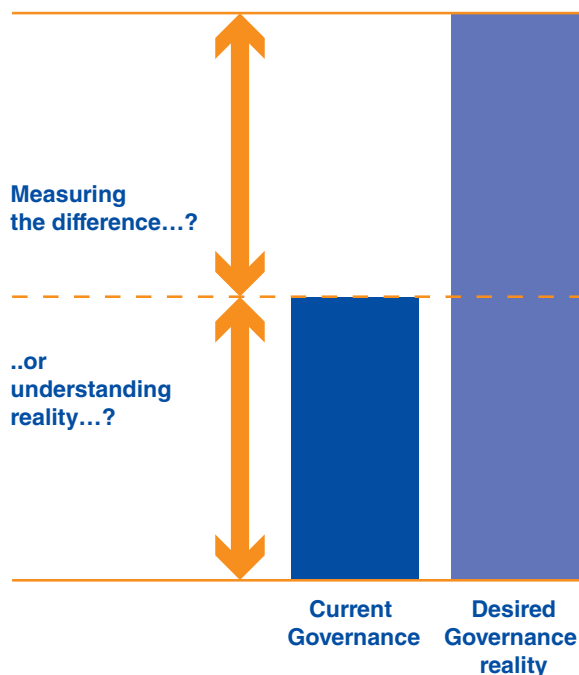 Measuring
the difference…?
..or
understanding
reality…?
Current
Governance
Desired
Governance
reality